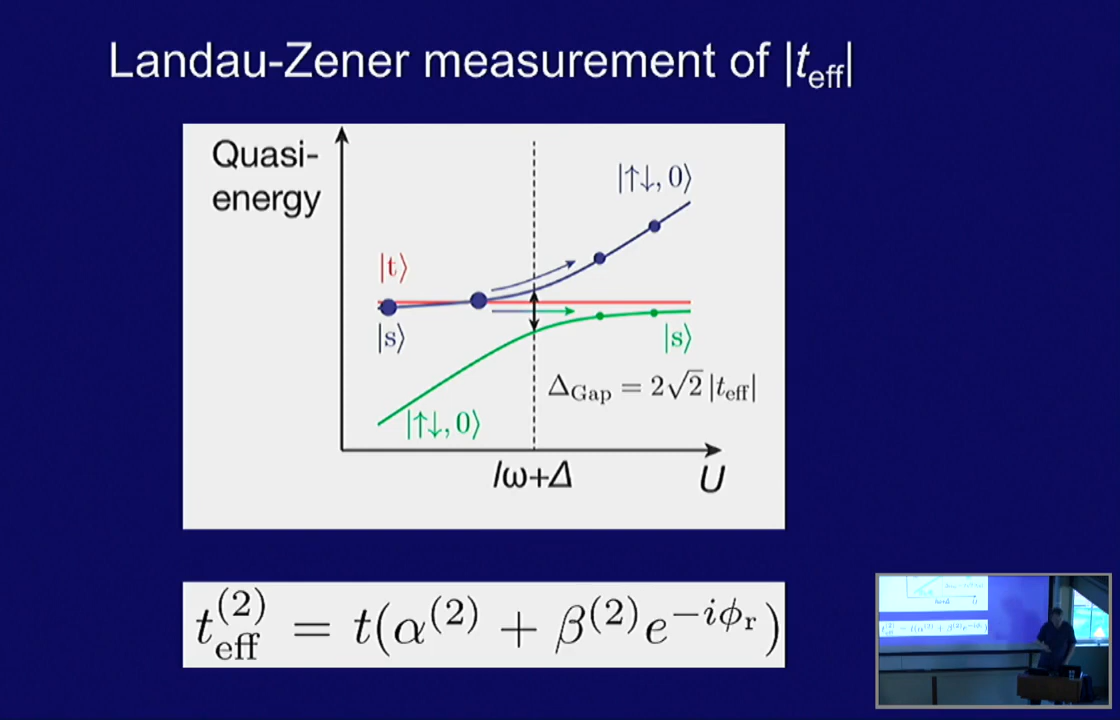 Landau-Zener measurement of |t_eff|
Quasi-
energy
|↑↓, 0⟩
|t⟩
|s⟩
|s⟩
Δ_Gap = 2√2 |t_eff|
|↑↓, 0⟩
lω+Δ
U
t_eff^(2) = t(α^(2) + β^(2) e^{-iϕ_r})